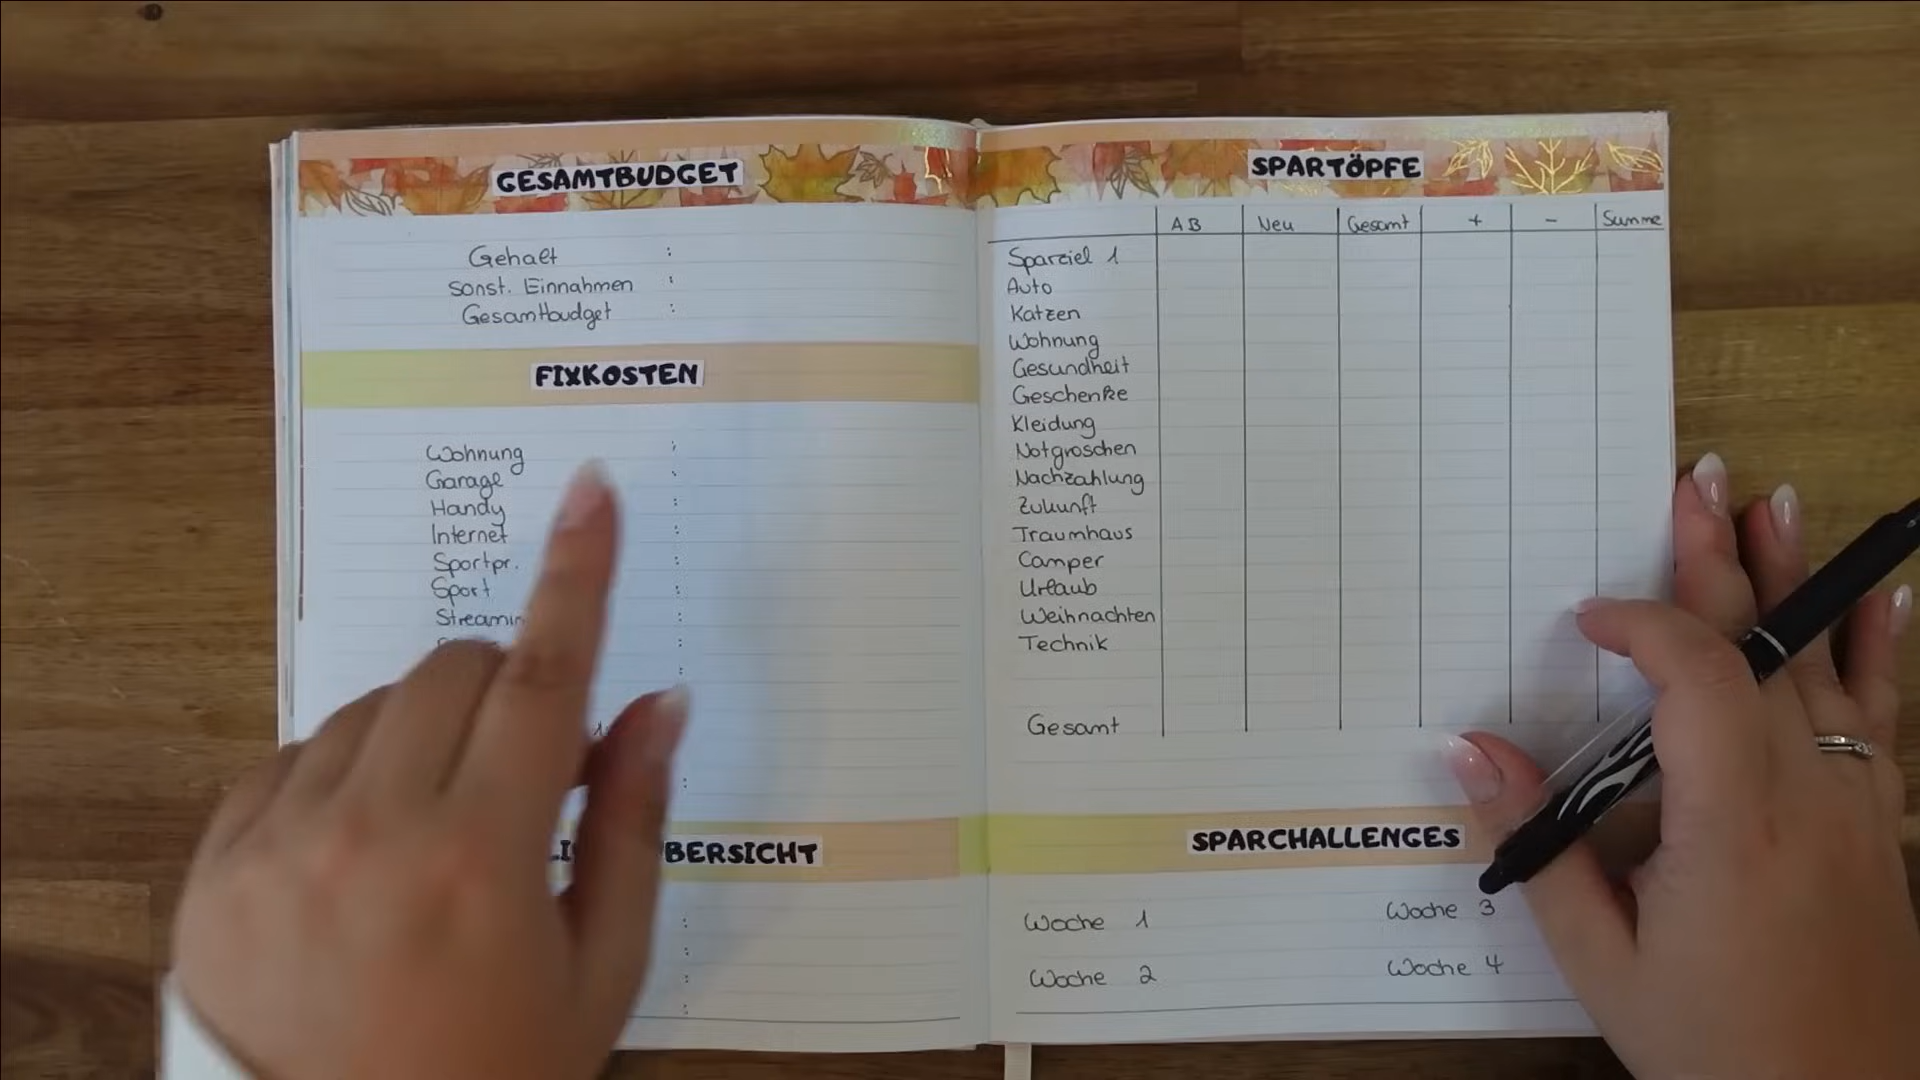 GESAMTBUDGET
Gehalt :
sonst. Einnahmen :
Gesamtbudget :
FIXKOSTEN
Wohnung :
Garage :
Handy :
Internet :
Sportpr. :
Sport :
:
:
:
:
BERSICHT
:
:
:
:
SPARTÖPFE
AB Neu Gesamt + - Summe
Sparziel 1
Auto
Katzen
Wohnung
Gesundheit
Geschenke
Kleidung
Notgroschen
Nachzahlung
Zukunft
Traumhaus
Camper
Urlaub
Weihnachten
Technik
Gesamt
SPARCHALLENGES
Woche 1 Woche 3
Woche 2 Woche 4